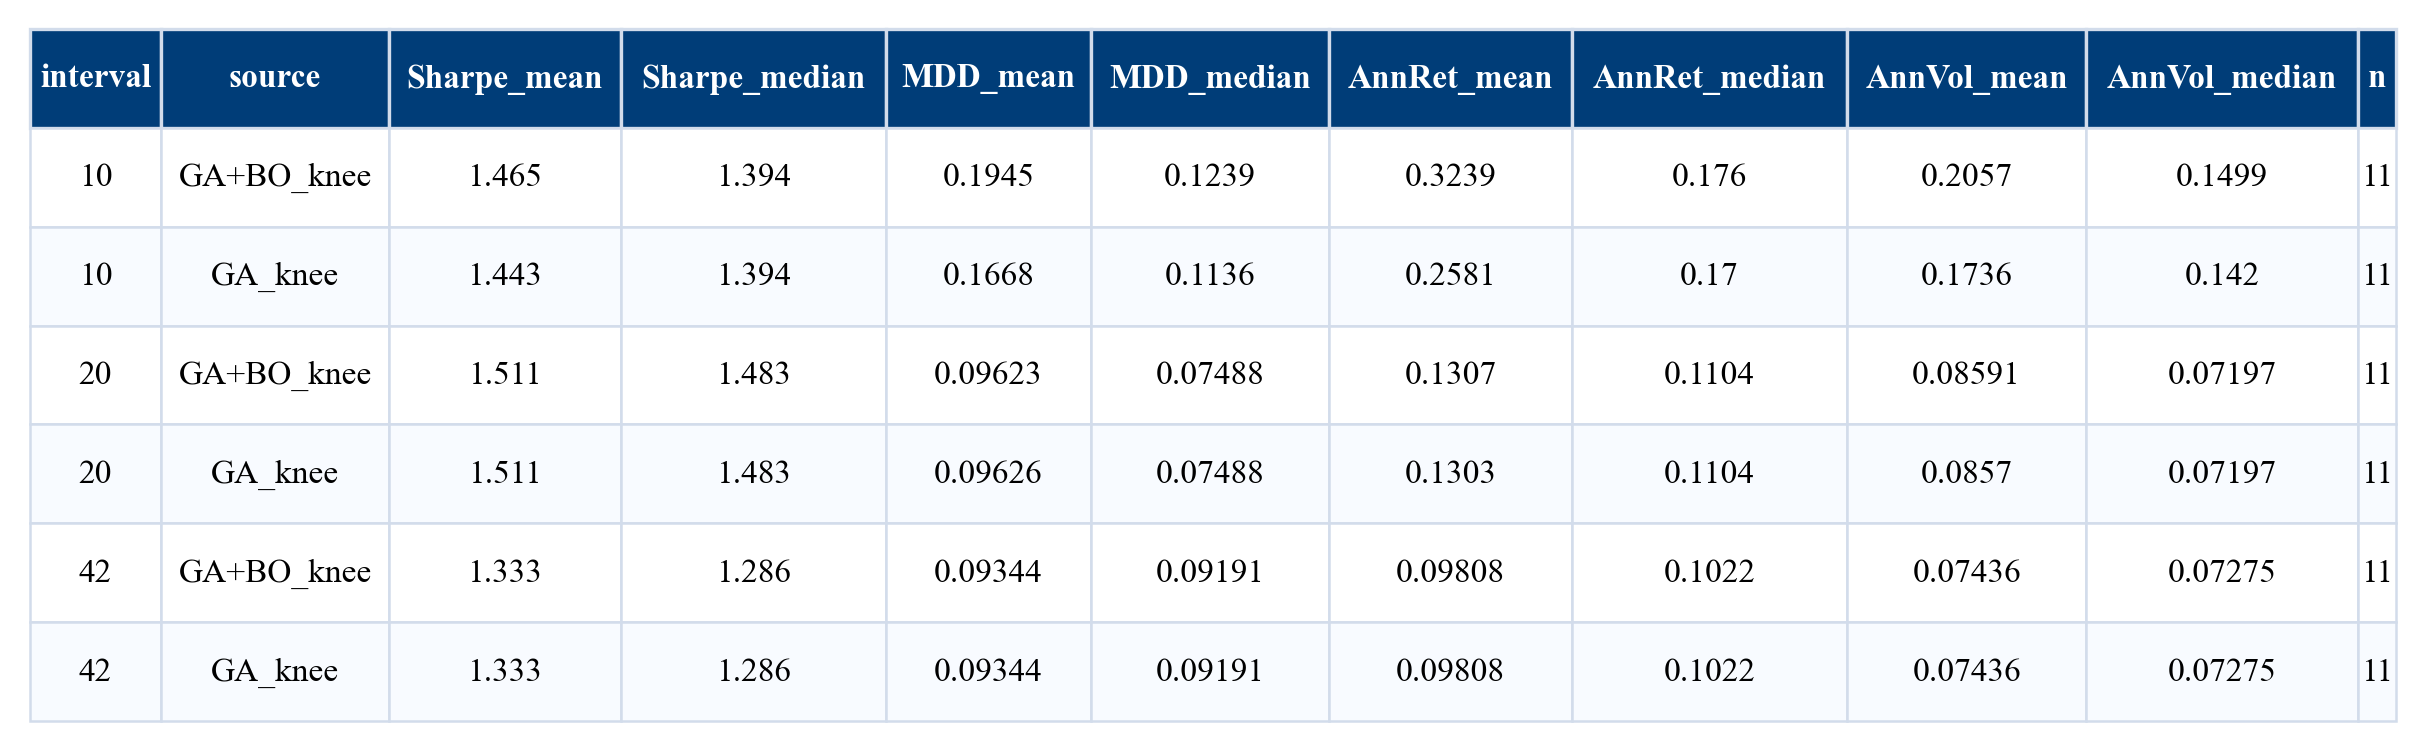 interval source Sharpe_mean Sharpe_median MDD_mean MDD_median AnnRet_mean AnnRet_median AnnVol_mean AnnVol_median n
10 GA+BO_knee 1.465 1.394 0.1945 0.1239 0.3239 0.176 0.2057 0.1499 11
10 GA_knee 1.443 1.394 0.1668 0.1136 0.2581 0.17 0.1736 0.142 11
20 GA+BO_knee 1.511 1.483 0.09623 0.07488 0.1307 0.1104 0.08591 0.07197 11
20 GA_knee 1.511 1.483 0.09626 0.07488 0.1303 0.1104 0.0857 0.07197 11
42 GA+BO_knee 1.333 1.286 0.09344 0.09191 0.09808 0.1022 0.07436 0.07275 11
42 GA_knee 1.333 1.286 0.09344 0.09191 0.09808 0.1022 0.07436 0.07275 11